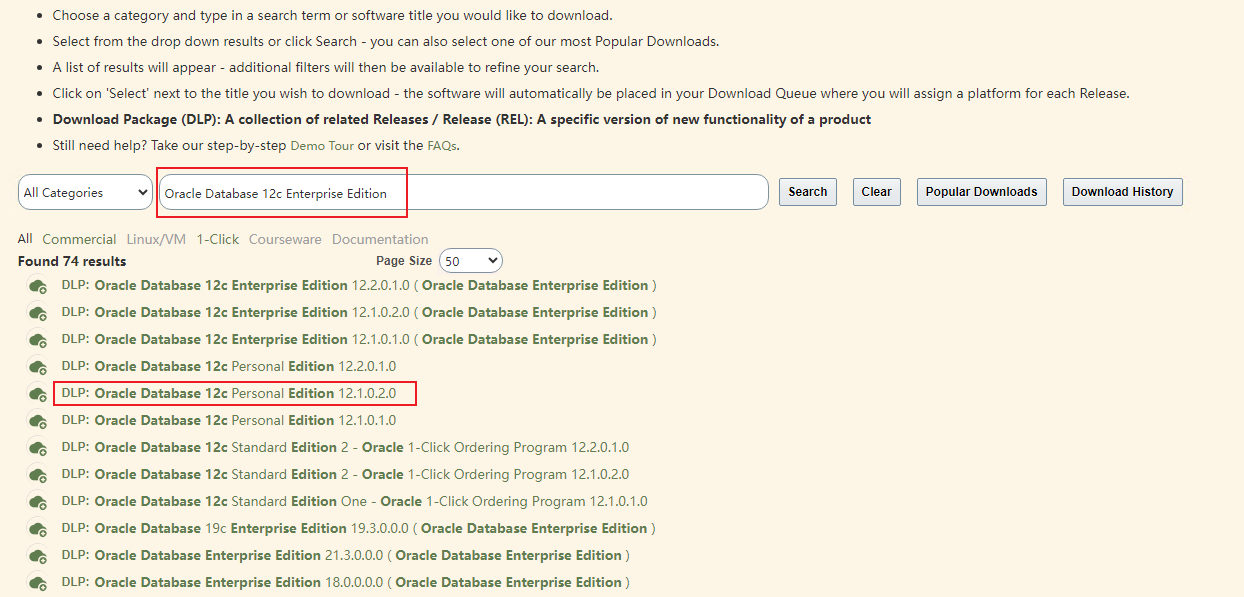 Choose a category and type in a search term or software title you would like to download.
Select from the drop down results or click Search - you can also select one of our most Popular Downloads.
A list of results will appear - additional filters will then be available to refine your search.
Click on 'Select' next to the title you wish to download - the software will automatically be placed in your Download Queue where you will assign a platform for each Release.
Download Package (DLP): A collection of related Releases / Release (REL): A specific version of new functionality of a product
Still need help? Take our step-by-step Demo Tour or visit the FAQs.
All Categories Oracle Database 12c Enterprise Edition Search Clear Popular Downloads Download History
All Commercial Linux/VM 1-Click Courseware Documentation
Found 74 results Page Size 50
DLP: Oracle Database 12c Enterprise Edition 12.2.0.1.0 ( Oracle Database Enterprise Edition )
DLP: Oracle Database 12c Enterprise Edition 12.1.0.2.0 ( Oracle Database Enterprise Edition )
DLP: Oracle Database 12c Enterprise Edition 12.1.0.1.0 ( Oracle Database Enterprise Edition )
DLP: Oracle Database 12c Personal Edition 12.2.0.1.0
DLP: Oracle Database 12c Personal Edition 12.1.0.2.0
DLP: Oracle Database 12c Personal Edition 12.1.0.1.0
DLP: Oracle Database 12c Standard Edition 2 - Oracle 1-Click Ordering Program 12.2.0.1.0
DLP: Oracle Database 12c Standard Edition 2 - Oracle 1-Click Ordering Program 12.1.0.2.0
DLP: Oracle Database 12c Standard Edition One - Oracle 1-Click Ordering Program 12.1.0.1.0
DLP: Oracle Database 19c Enterprise Edition 19.3.0.0.0 ( Oracle Database Enterprise Edition )
DLP: Oracle Database Enterprise Edition 21.3.0.0.0 ( Oracle Database Enterprise Edition )
DLP: Oracle Database Enterprise Edition 18.0.0.0.0 ( Oracle Database Enterprise Edition )